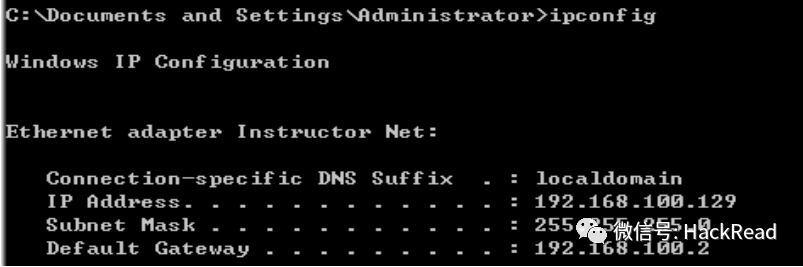 C:\Documents and Settings\Administrator>ipconfig
Windows IP Configuration
Ethernet adapter Instructor Net:
Connection-specific DNS Suffix . : localdomain
IP Address. . . . . . . . . . . . : 192.168.100.129
Subnet Mask . . . . . . . . . . . : 255.255.255.0
Default Gateway . . . . . . . . . : 192.168.100.2
微信号: HackRead